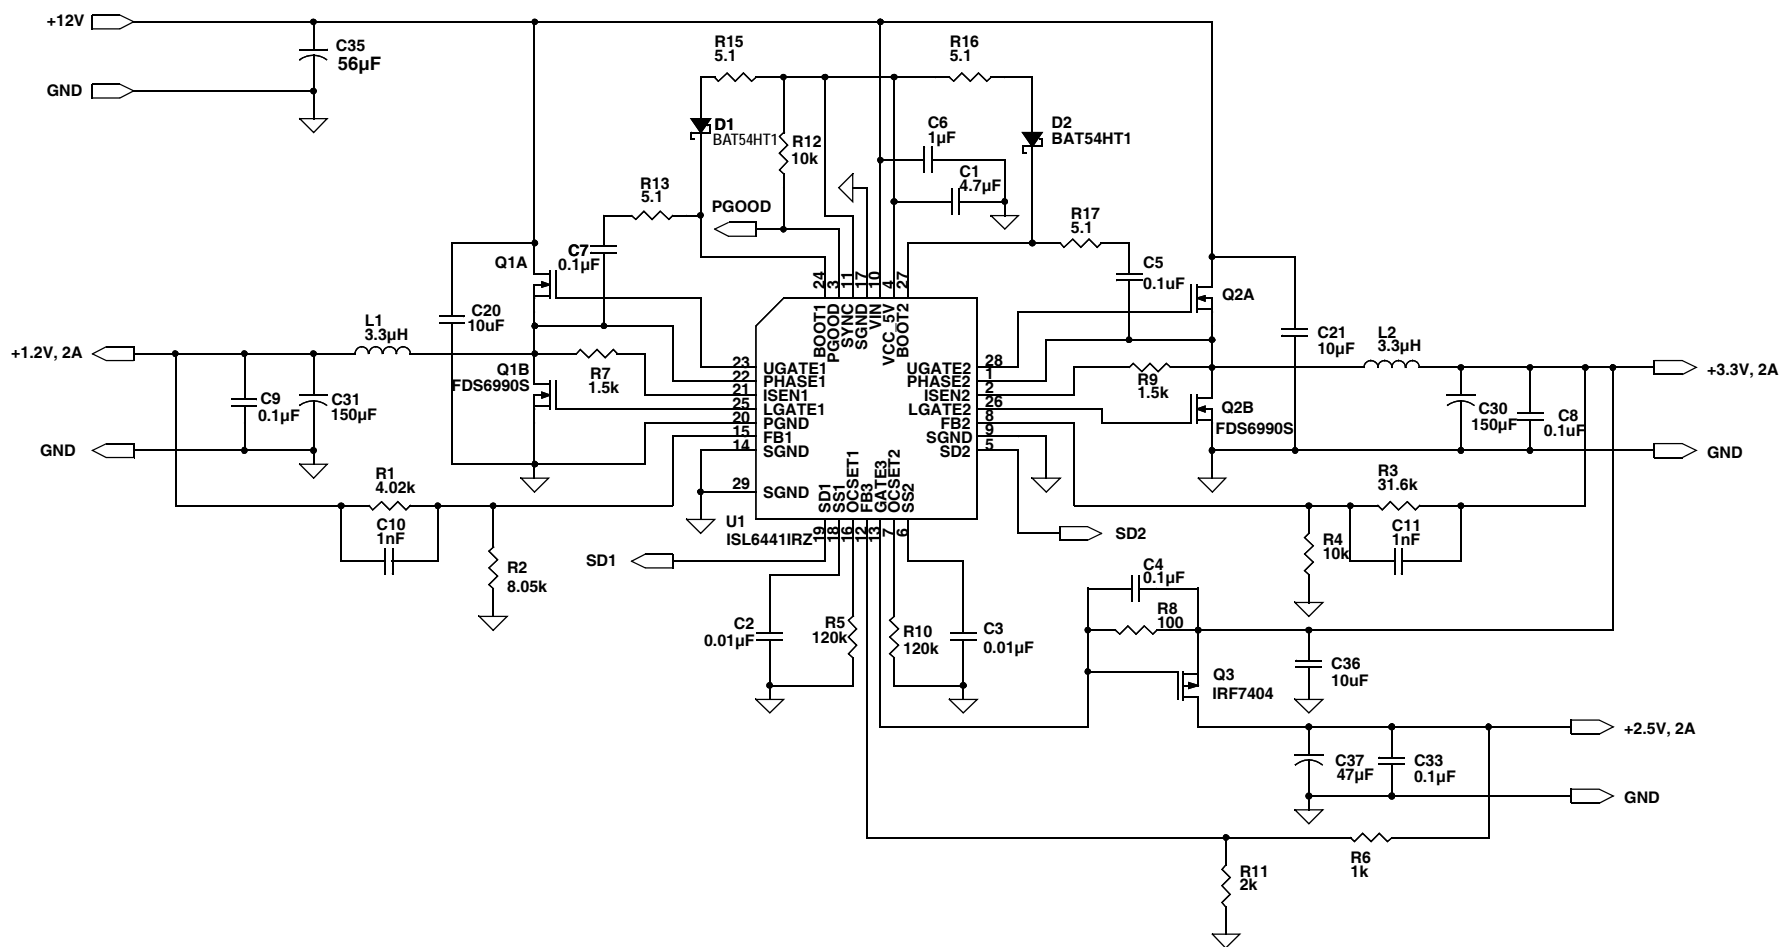 +12V
C35
56µF
GND
R15
5.1
R16
5.1
D1
BAT54HT1
R12
10k
C6
1µF
D2
BAT54HT1
C1
4.7µF
R13
5.1
PGOOD
R17
5.1
C7
0.1µF
C5
0.1uF
Q1A
Q2A
24
3
11
17
10
4
27
BOOT1
PGOOD
SYNC
SGND
VIN
VCC_5V
BOOT2
C20
10uF
C21
10µF
L1
3.3µH
L2
3.3µH
+1.2V, 2A
+3.3V, 2A
Q1B
FDS6990S
R7
1.5k
R9
1.5k
Q2B
FDS6990S
C9
0.1µF
C31
150µF
C30
150µF
C8
0.1uF
23 UGATE1
22 PHASE1
21 ISEN1
25 LGATE1
20 PGND
15 FB1
14 SGND
29 SGND
UGATE2 28
PHASE2 1
ISEN2 2
LGATE2 26
FB2 8
SGND 9
SD2 5
GND
GND
SD1
SS1
OCSET1
FB3
GATE3
OCSET2
SS2
19
18
16
12
13
7
6
U1
ISL6441IRZ
R1
4.02k
C10
1nF
R2
8.05k
SD1
SD2
R3
31.6k
C11
1nF
R4
10k
C2
0.01µF
R5
120k
R10
120k
C3
0.01µF
C4
0.1µF
R8
100
C36
10uF
Q3
IRF7404
+2.5V, 2A
C37
47µF
C33
0.1µF
GND
R6
1k
R11
2k